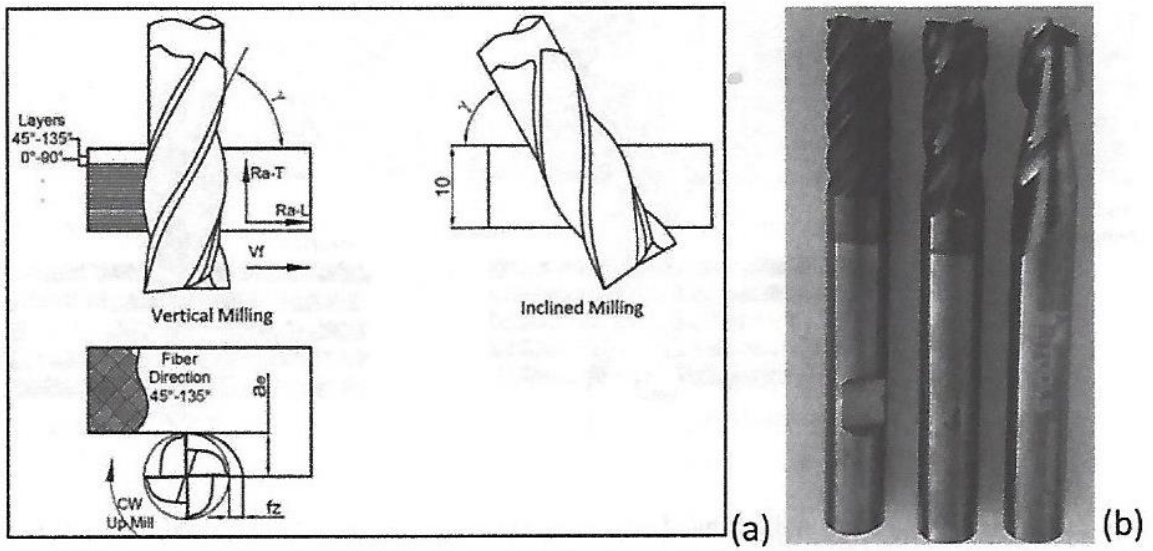 Layers
45°-135°
0°-90°
γ
Ra-T
Ra-L
Vf
Vertical Milling
γ
10
Inclined Milling
Fiber
Direction
45°-135°
ae
CW
Up Mill
fz
(a)
(b)